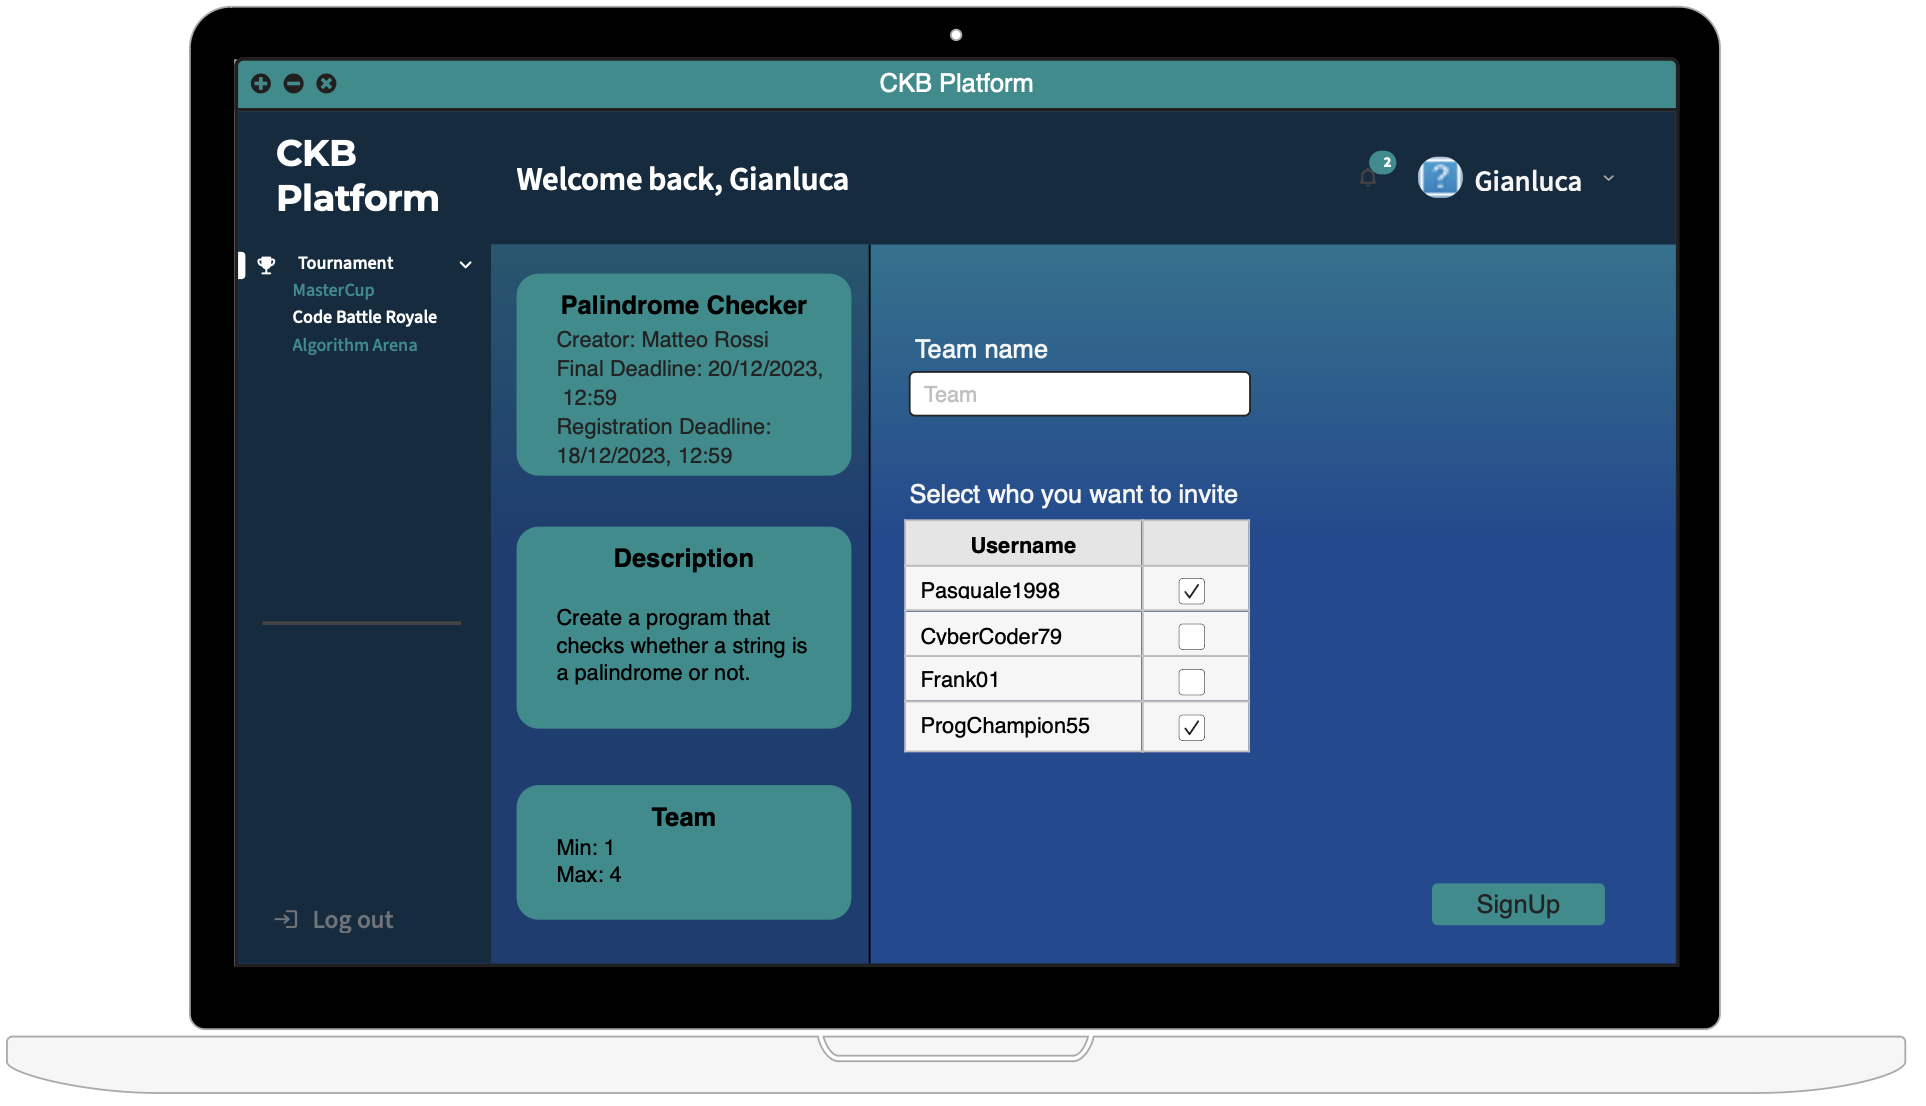 CKB Platform
CKB
Platform
Welcome back, Gianluca
2
?
Gianluca
Tournament
MasterCup
Code Battle Royale
Algorithm Arena
Log out
Palindrome Checker
Creator: Matteo Rossi
Final Deadline: 20/12/2023,
12:59
Registration Deadline:
18/12/2023, 12:59
Description
Create a program that
checks whether a string is
a palindrome or not.
Team
Min: 1
Max: 4
Team name
Team
Select who you want to invite
Username
Pasquale1998
CyberCoder79
Frank01
ProgChampion55
SignUp